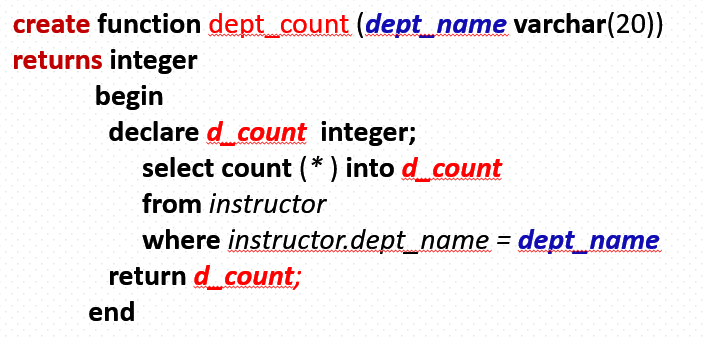 create function dept_count (dept_name varchar(20))
returns integer
begin
declare d_count integer;
select count (* ) into d_count
from instructor
where instructor.dept_name = dept_name
return d_count;
end